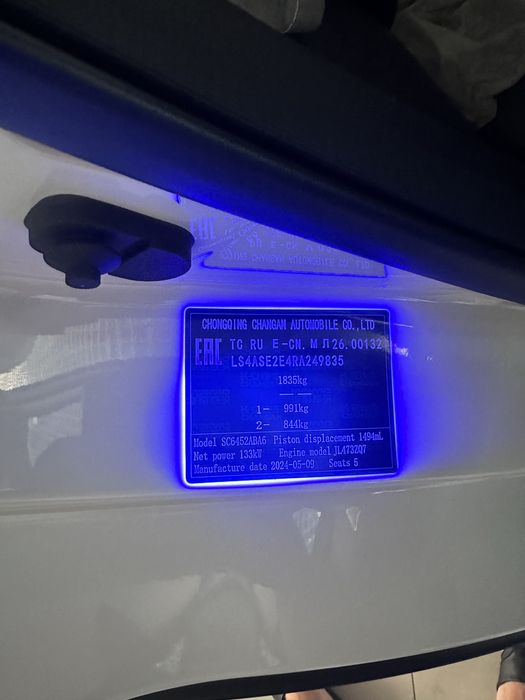 CHONGQING CHANGAN AUTOMOBILE CO.,LTD
EAC TC RU E-CN.МЛ26.00132
LS4ASE2E4RA249835
1835kg
— —
1- 991kg
2- 844kg
Model SC6452ABA6 Piston displacement 1494mL
Net power 133kW Engine model JL473ZQ7
Manufacture date 2024-05-09 Seats 5